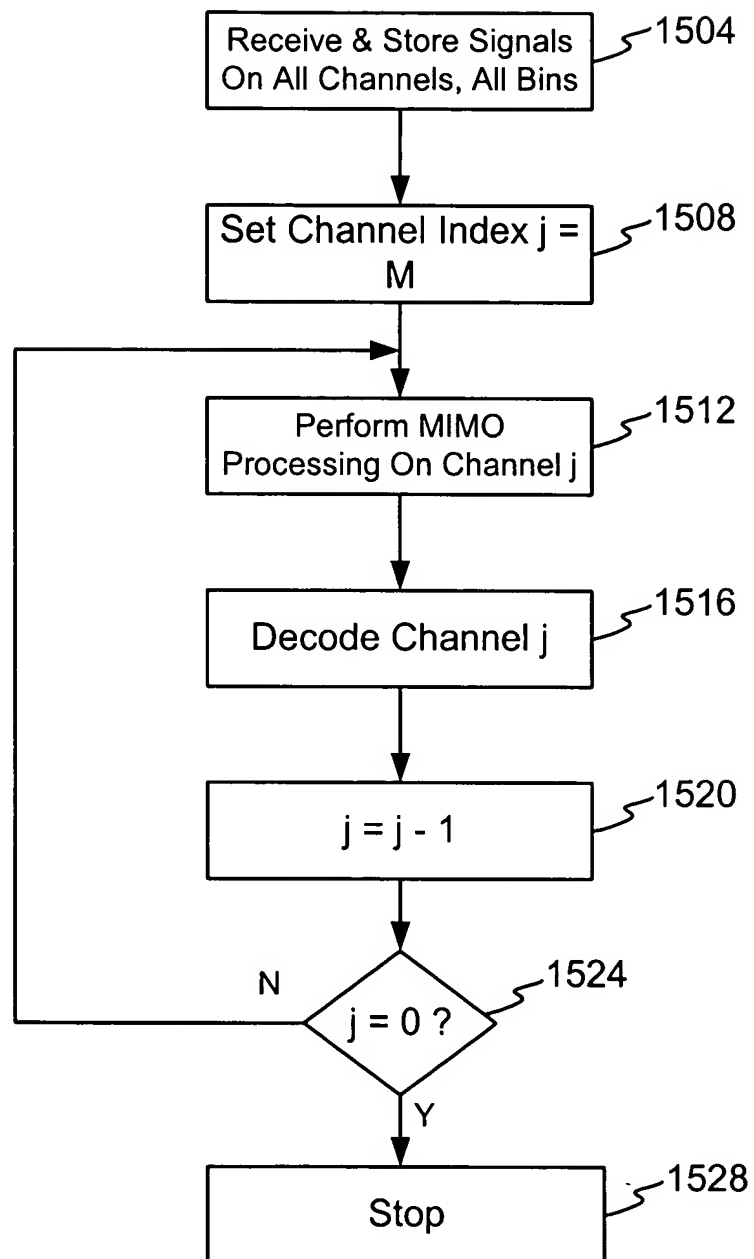 Receive & Store Signals
On All Channels, All Bins
1504
Set Channel Index j =
M
1508
Perform MIMO
Processing On Channel j
1512
Decode Channel j
1516
j = j - 1
1520
N
j = 0 ?
1524
Y
Stop
1528